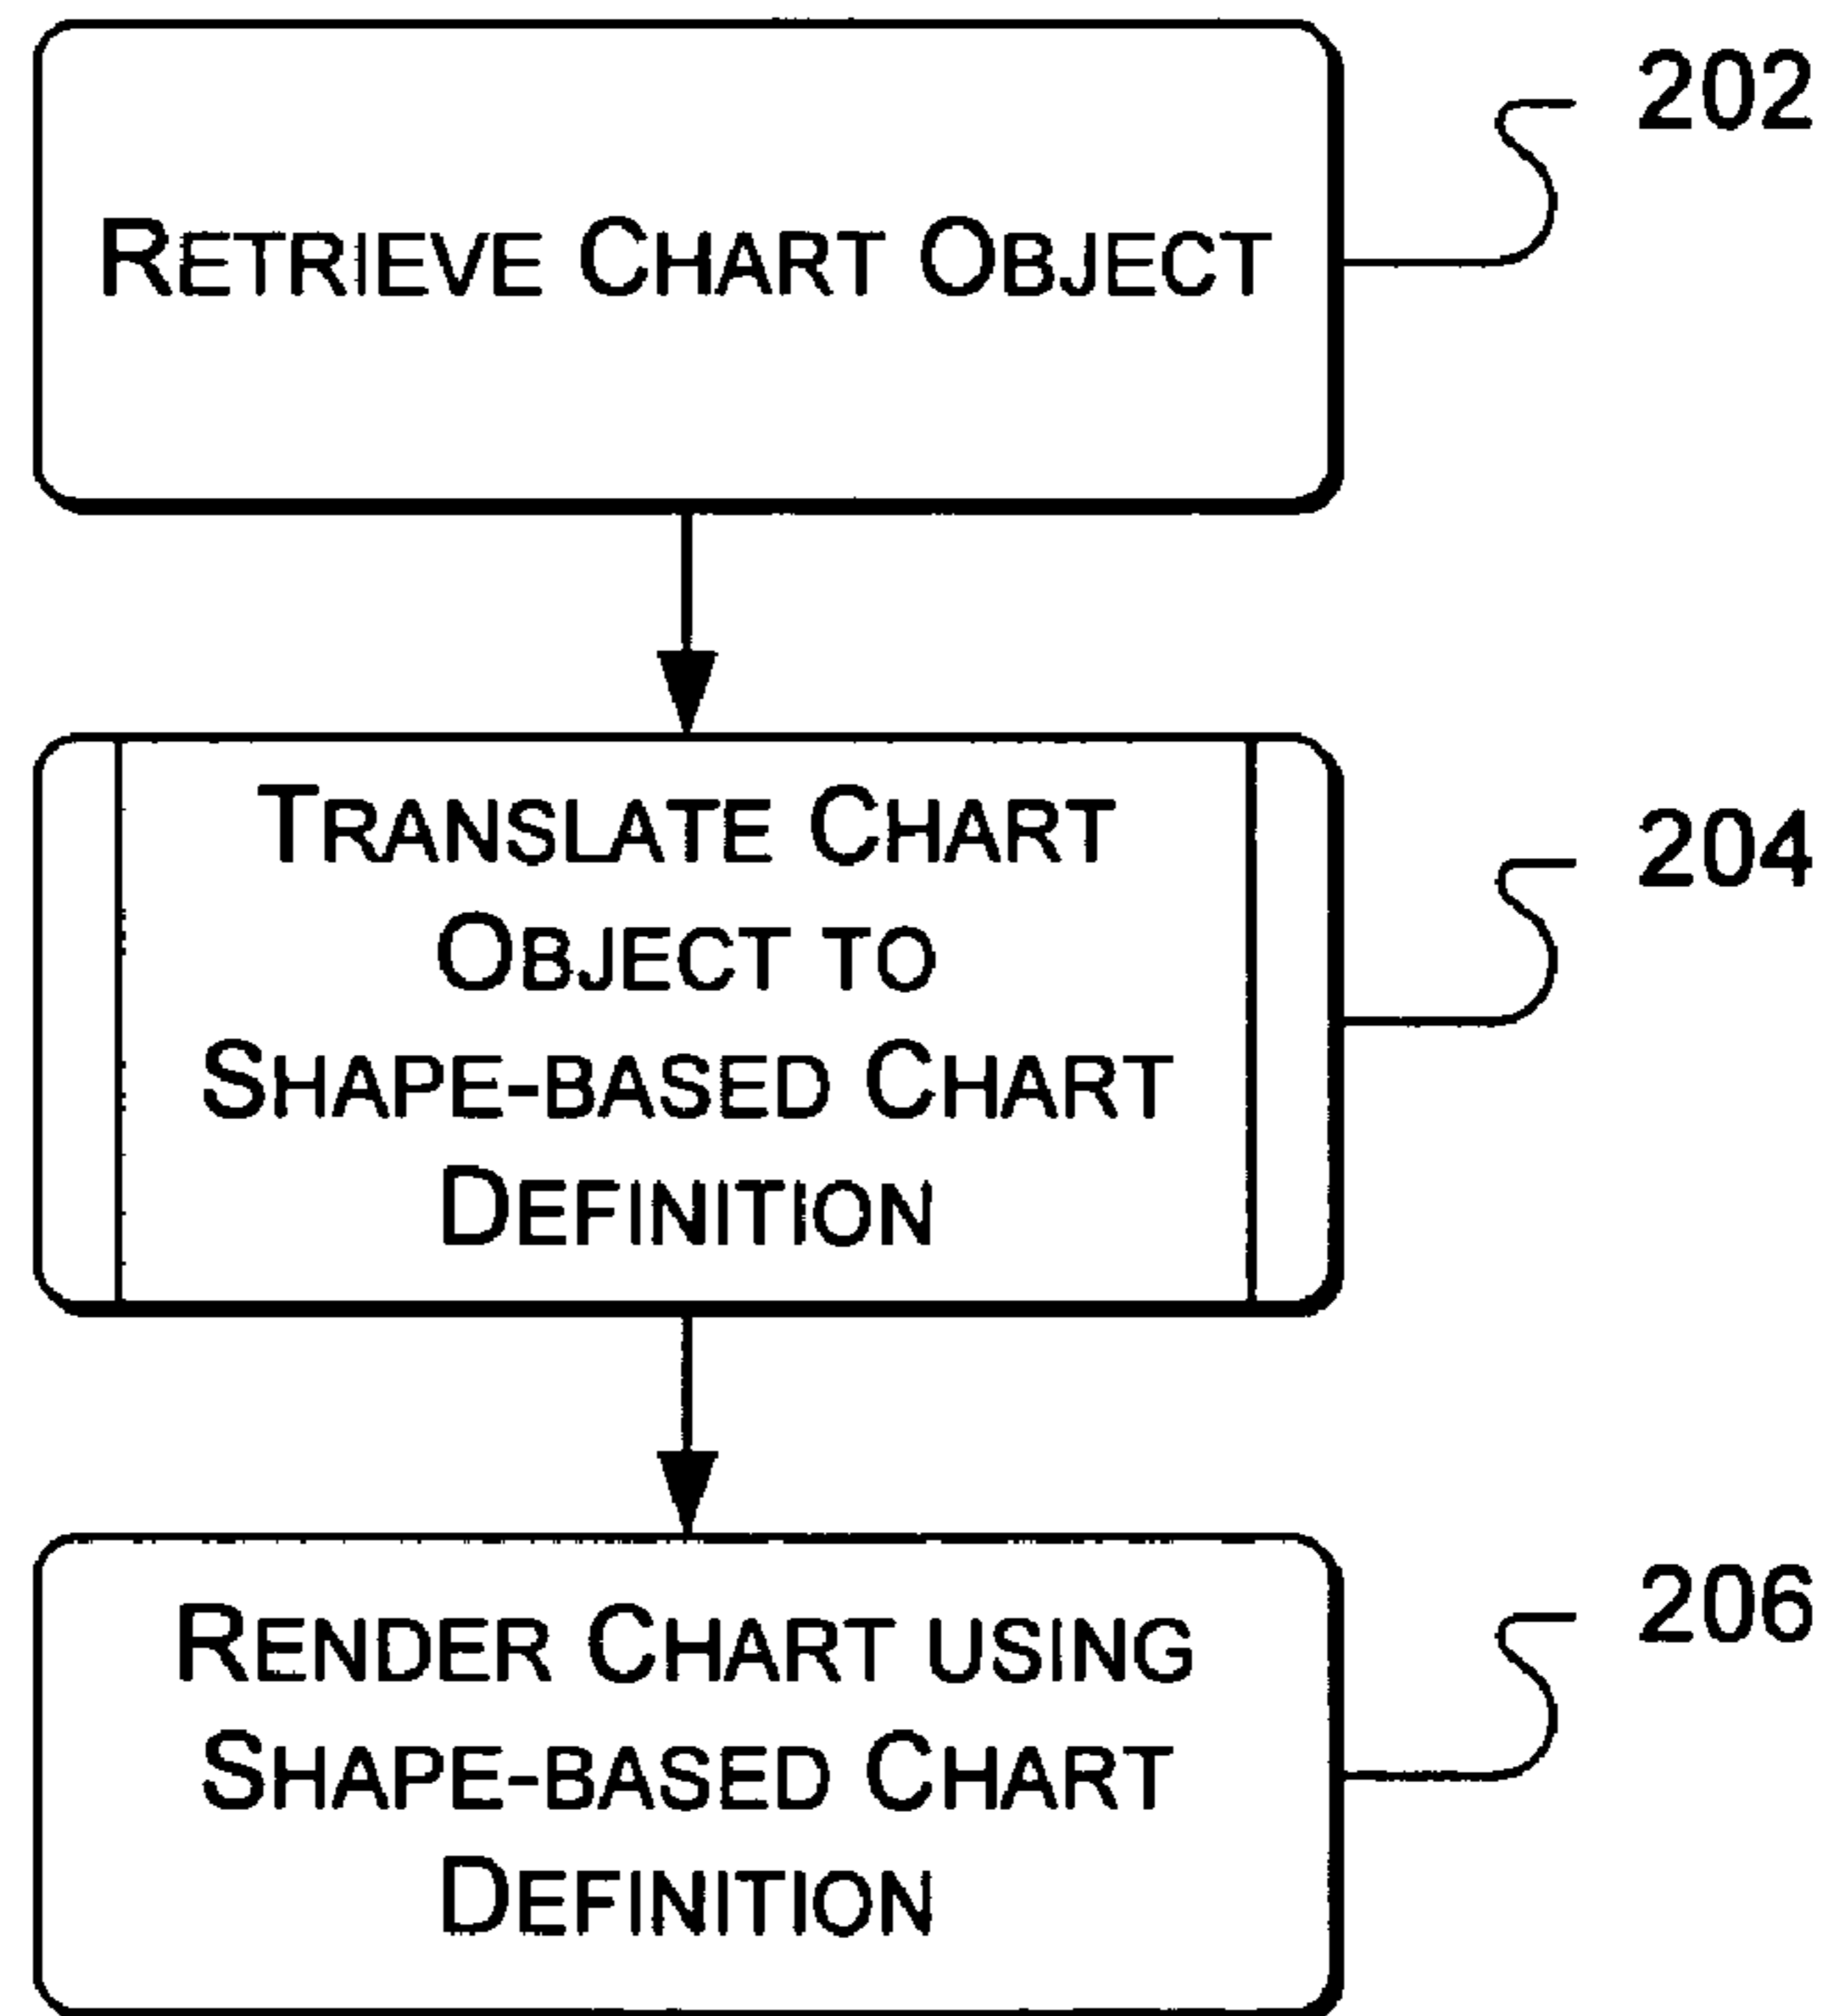 RETRIEVE CHART OBJECT
202
TRANSLATE CHART
OBJECT TO
SHAPE-BASED CHART
DEFINITION
204
RENDER CHART USING
SHAPE-BASED CHART
DEFINITION
206